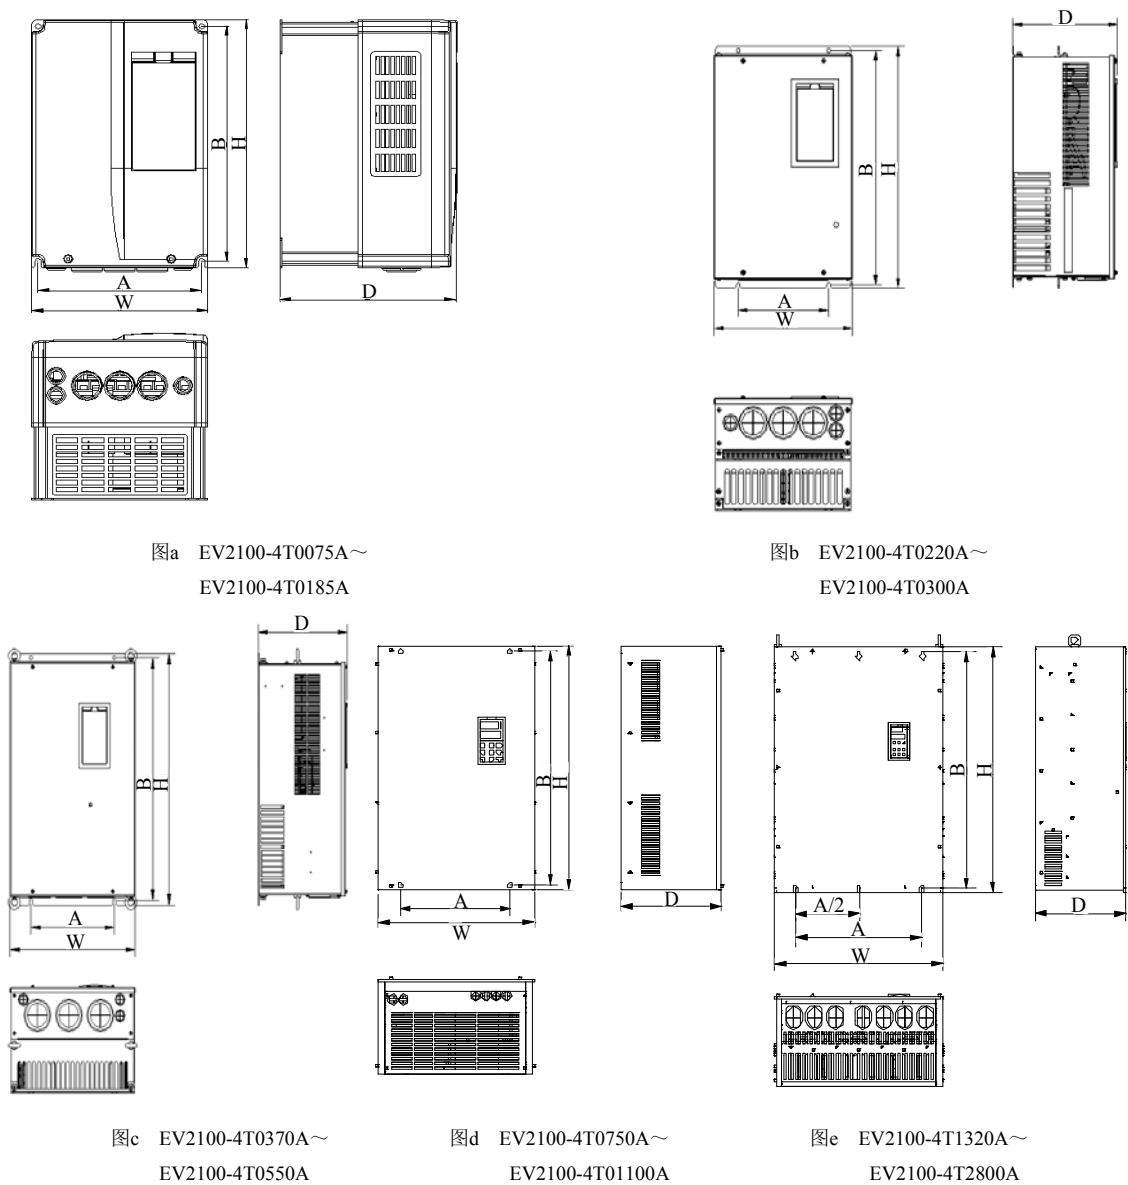 B
H
A
W
D
D
B
H
A
W
图a EV2100-4T0075A～
EV2100-4T0185A
图b EV2100-4T0220A～
EV2100-4T0300A
B
H
A
W
D
B
H
A
W
D
B
H
A/2
A
W
D
图c EV2100-4T0370A～
EV2100-4T0550A
图d EV2100-4T0750A～
EV2100-4T01100A
图e EV2100-4T1320A～
EV2100-4T2800A